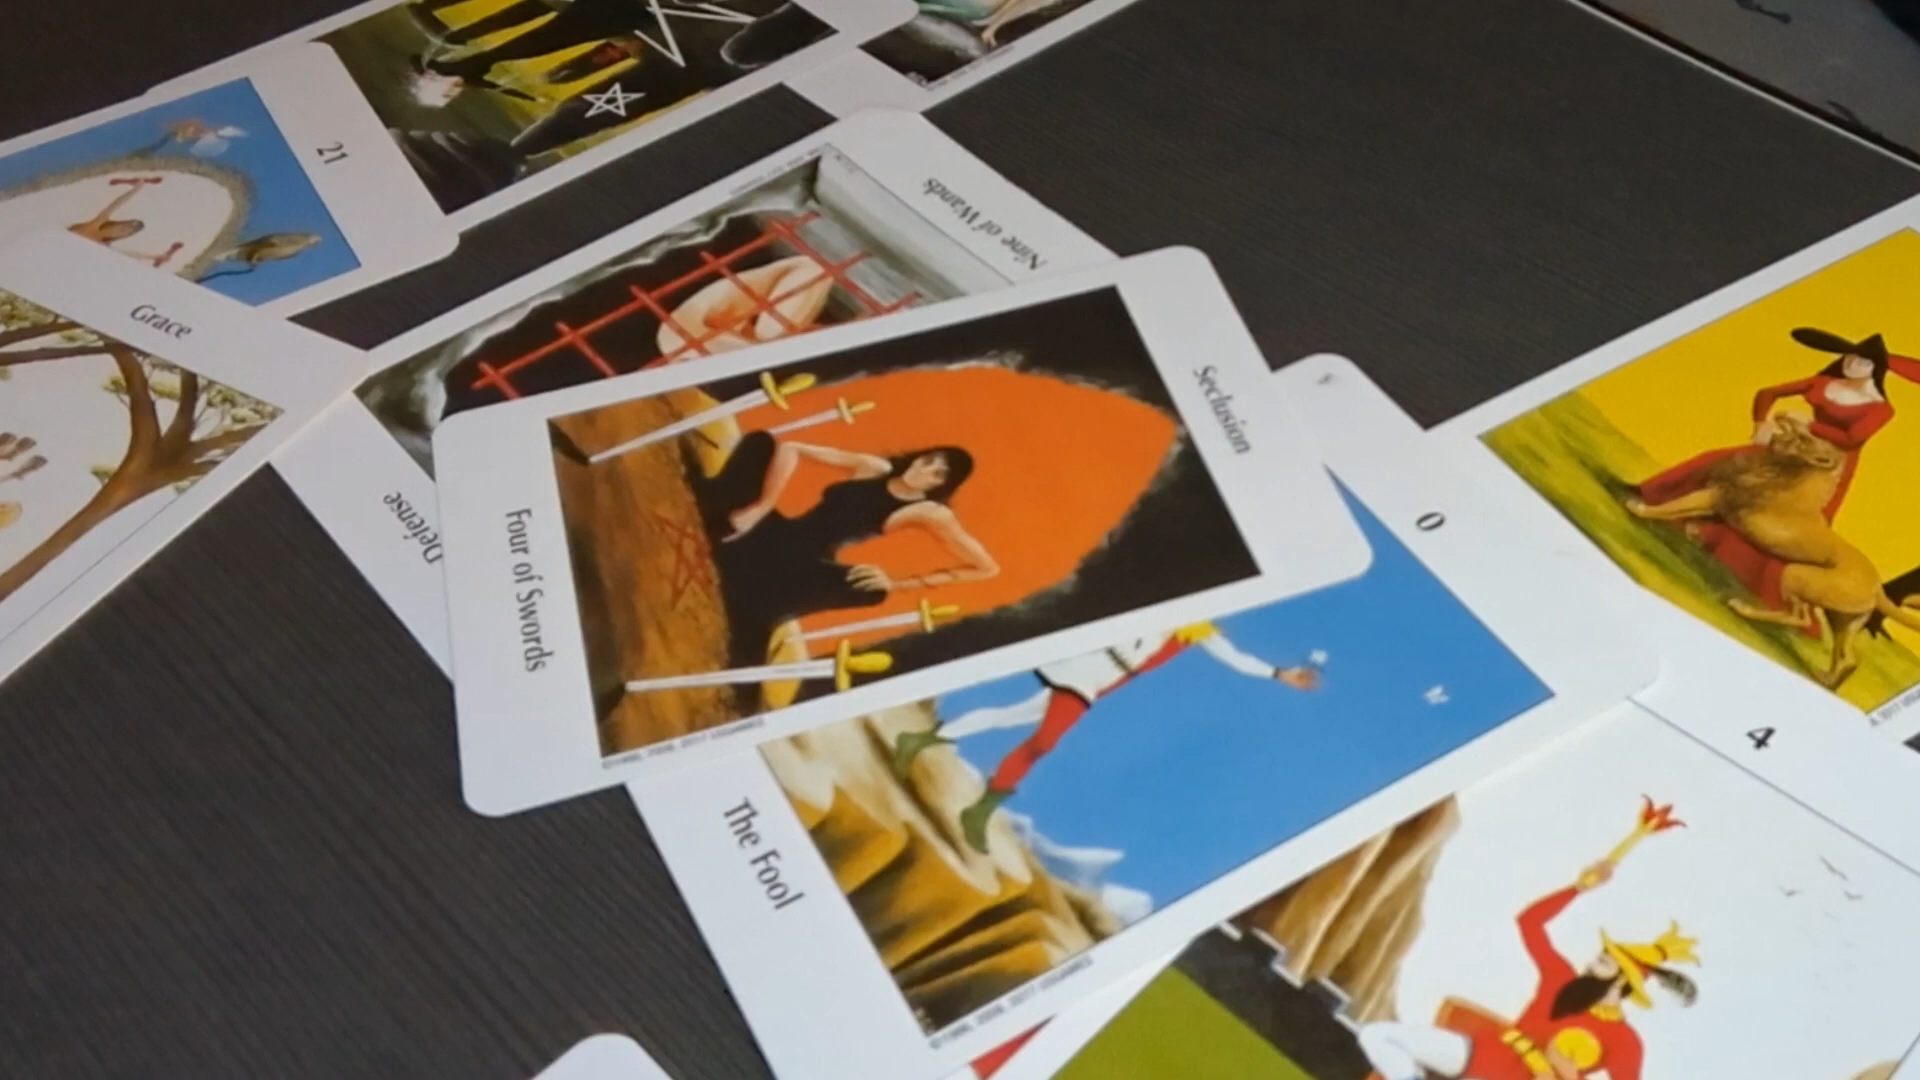 21
Grace
Nine of Wands
Defense
Seclusion
Four of Swords
0
The Fool
4